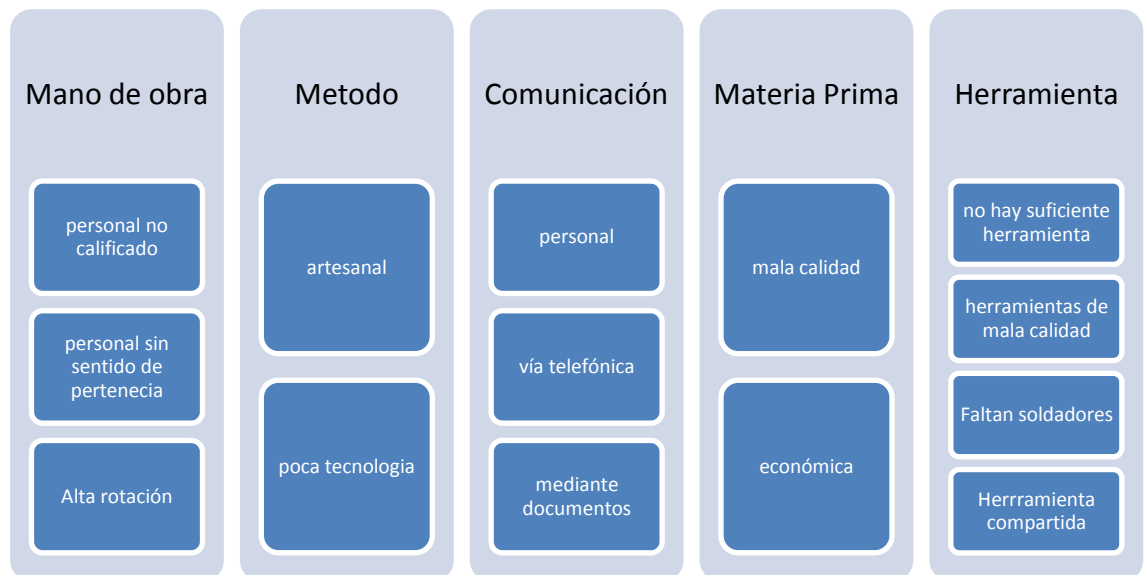 Mano de obra
personal no
calificado
personal sin
sentido de
pertenecia
Alta rotación
Metodo
artesanal
poca tecnologia
Comunicación
personal
vía telefónica
mediante
documentos
Materia Prima
mala calidad
económica
Herramienta
no hay suficiente
herramienta
herramientas de
mala calidad
Faltan soldadores
Herrramienta
compartida